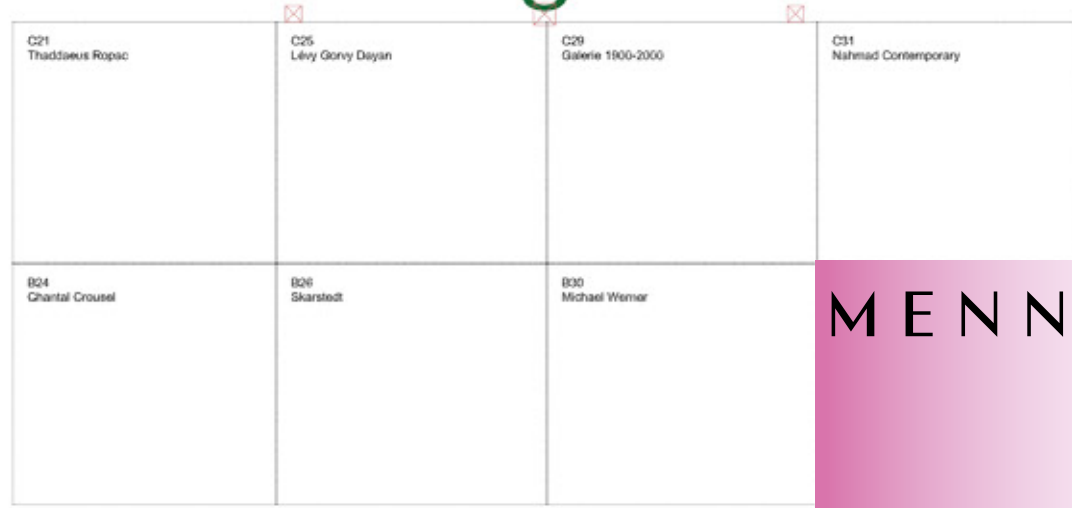 C21
Thaddaeus Ropac
C25
Lévy Gorvy Dayan
C29
Galerie 1900-2000
C31
Nahmad Contemporary
B24
Chantal Crousel
B26
Skarstedt
B30
Michael Werner
MENN